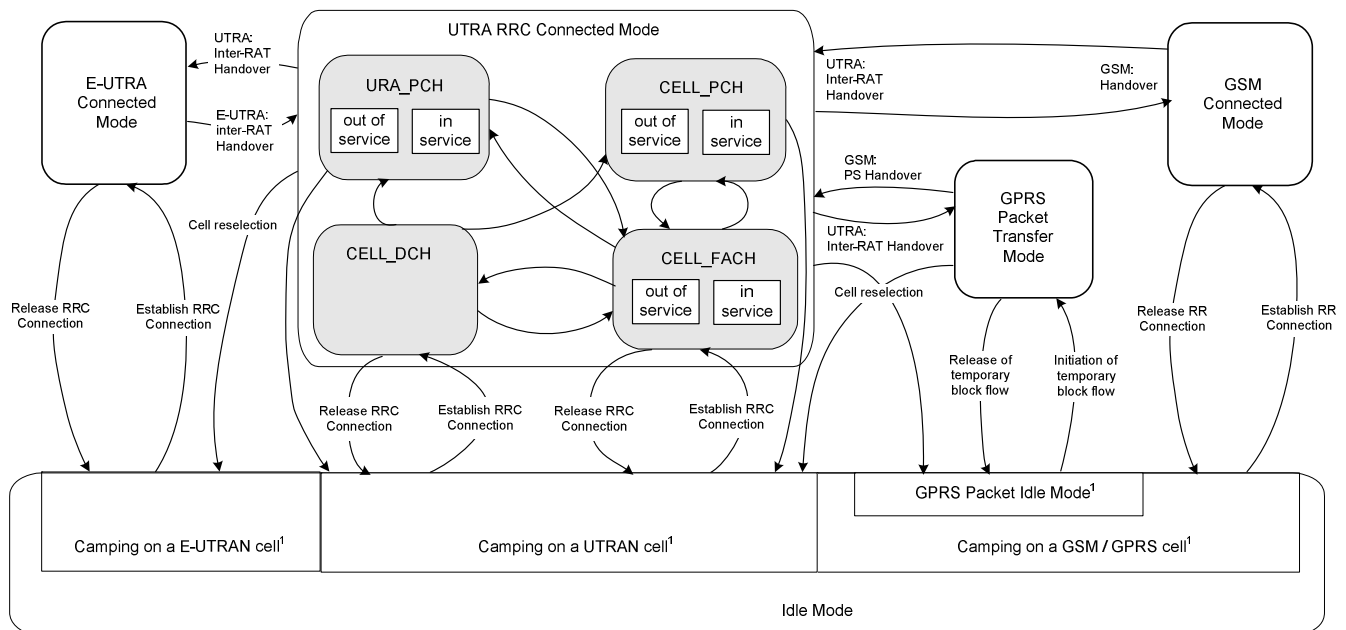 UTRA RRC Connected Mode
E-UTRA
Connected
Mode
UTRA:
Inter-RAT
Handover
E-UTRA:
inter-RAT
Handover
URA_PCH
out of
service
in
service
CELL_PCH
out of
service
in
service
CELL_DCH
CELL_FACH
out of
service
in
service
UTRA:
Inter-RAT
Handover
GSM:
Handover
GSM
Connected
Mode
GSM:
PS Handover
UTRA:
Inter-RAT Handover
GPRS
Packet
Transfer
Mode
Cell reselection
Cell reselection
Release RRC
Connection
Establish RRC
Connection
Release RRC
Connection
Establish RRC
Connection
Release RRC
Connection
Establish RRC
Connection
Release of
temporary
block flow
Initiation of
temporary
block flow
Release RR
Connection
Establish RR
Connection
GPRS Packet Idle Mode¹
Camping on a E-UTRAN cell¹
Camping on a UTRAN cell¹
Camping on a GSM / GPRS cell¹
Idle Mode